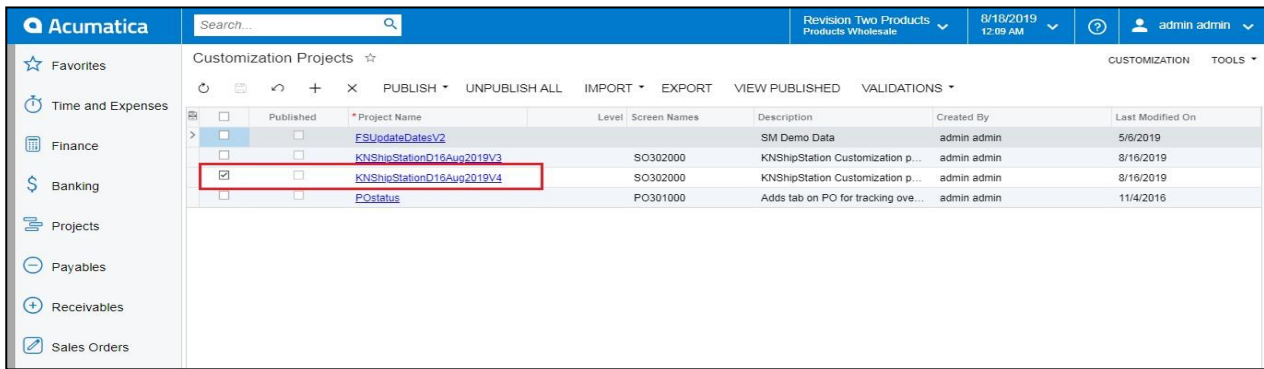 Acumatica
Search...
Revision Two Products
Products Wholesale
8/18/2019
12:09 AM
admin admin
Favorites
Time and Expenses
Finance
Banking
Projects
Payables
Receivables
Sales Orders
Customization Projects
CUSTOMIZATION TOOLS
PUBLISH UNPUBLISH ALL IMPORT EXPORT VIEW PUBLISHED VALIDATIONS
Published *Project Name Level Screen Names Description Created By Last Modified On
FSUpdateDatesV2 SM Demo Data admin admin 5/6/2019
KNShipStationD16Aug2019V3 SO302000 KNShipStation Customization p... admin admin 8/16/2019
KNShipStationD16Aug2019V4 SO302000 KNShipStation Customization p... admin admin 8/16/2019
POstatus PO301000 Adds tab on PO for tracking ove... admin admin 11/4/2016